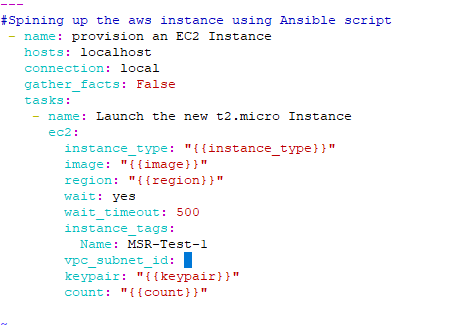 ---
#Spining up the aws instance using Ansible script
 - name: provision an EC2 Instance
   hosts: localhost
   connection: local
   gather_facts: False
   tasks:
    - name: Launch the new t2.micro Instance
      ec2:
        instance_type: "{{instance_type}}"
        image: "{{image}}"
        region: "{{region}}"
        wait: yes
        wait_timeout: 500
        instance_tags:
          Name: MSR-Test-1
        vpc_subnet_id:
        keypair: "{{keypair}}"
        count: "{{count}}"
~